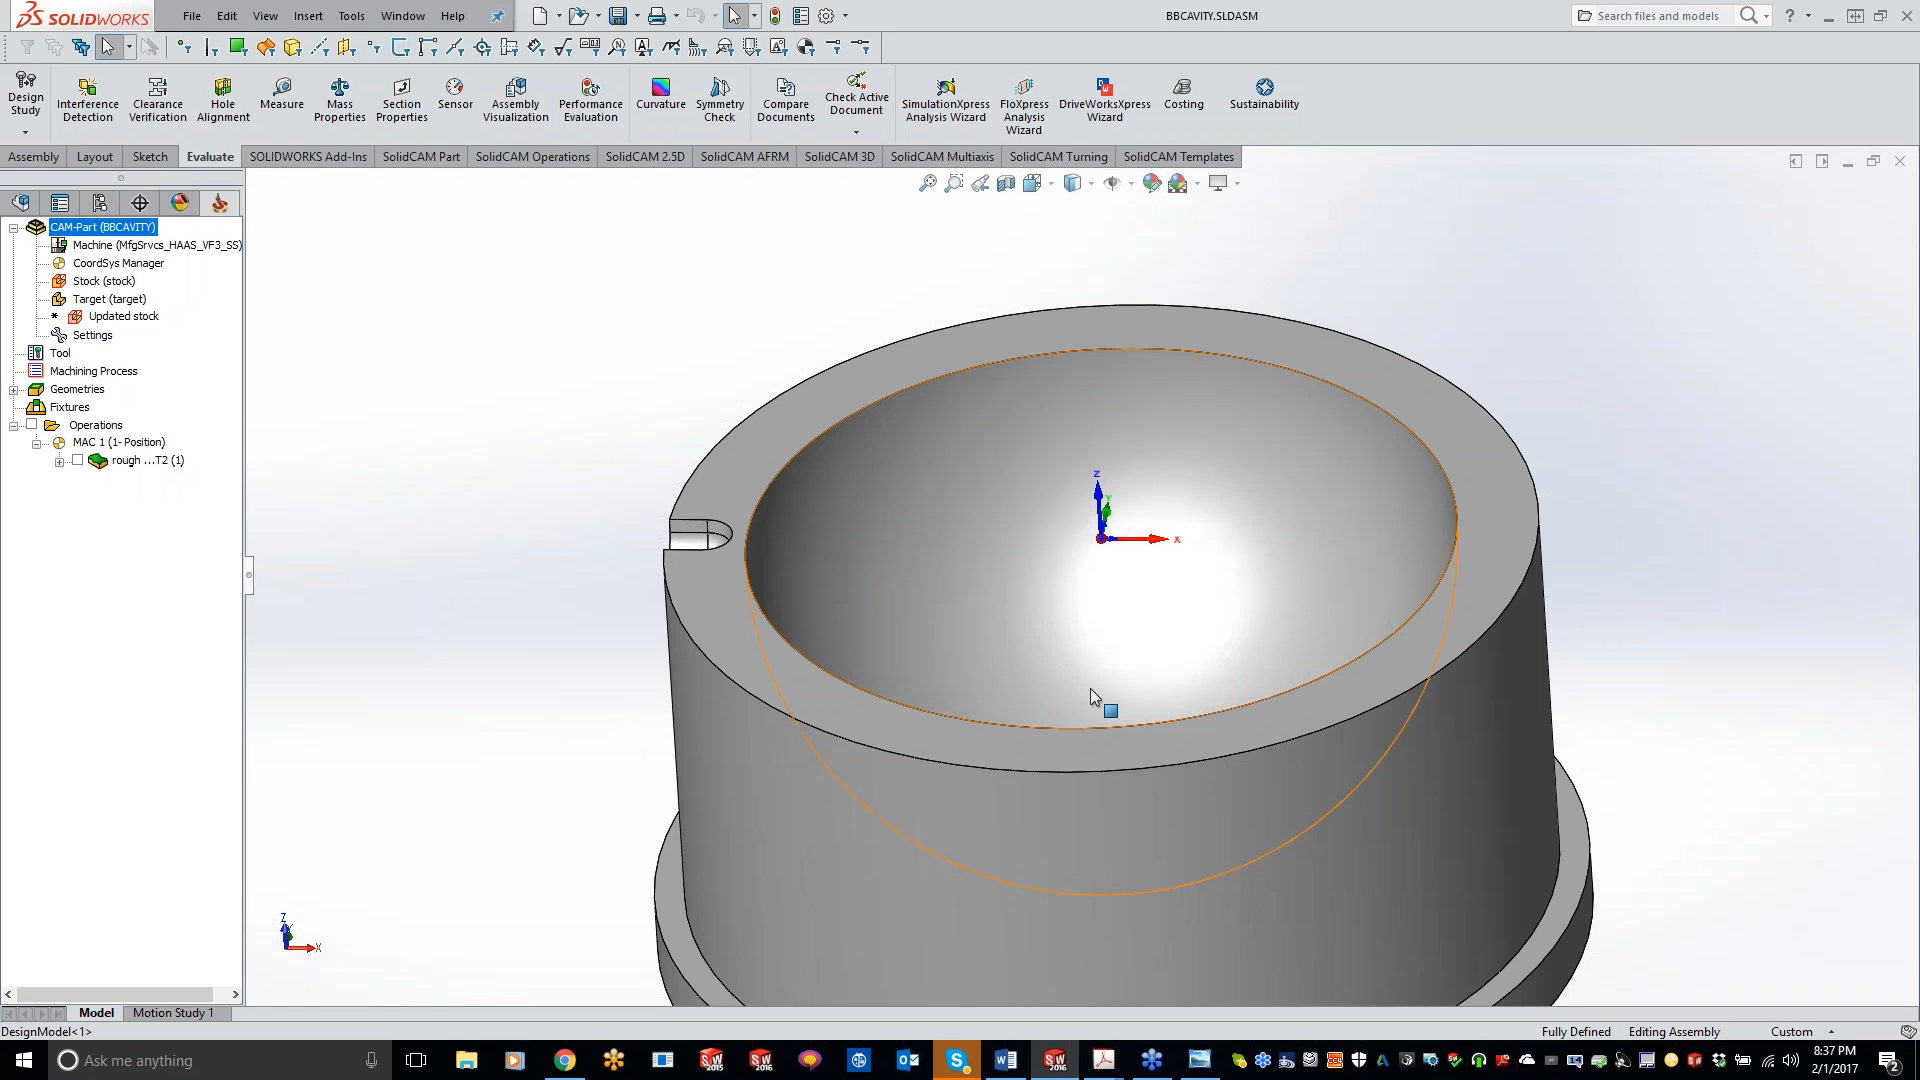 SOLIDWORKS File Edit View Insert Tools Window Help BBCAVITY.SLDASM Search files and models ?
Design Study
Interference Detection
Clearance Verification
Hole Alignment
Measure
Mass Properties
Section Properties
Sensor
Assembly Visualization
Performance Evaluation
Curvature
Symmetry Check
Compare Documents
Check Active Document
SimulationXpress Analysis Wizard
FloXpress Analysis Wizard
DriveWorksXpress Wizard
Costing
Sustainability
Assembly Layout Sketch Evaluate SOLIDWORKS Add-Ins SolidCAM Part SolidCAM Operations SolidCAM 2.5D SolidCAM AFRM SolidCAM 3D SolidCAM Multiaxis SolidCAM Turning SolidCAM Templates
CAM-Part (BBCAVITY)
Machine (MfgSrvcs_HAAS_VF3_SS)
CoordSys Manager
Stock (stock)
Target (target)
* Updated stock
Settings
Tool
Machining Process
Geometries
Fixtures
Operations
MAC 1 (1- Position)
rough ...T2 (1)
Z
Y
X
Z
X
Model Motion Study 1
DesignModel<1> Fully Defined Editing Assembly Custom
Ask me anything 8:37 PM
2/1/2017